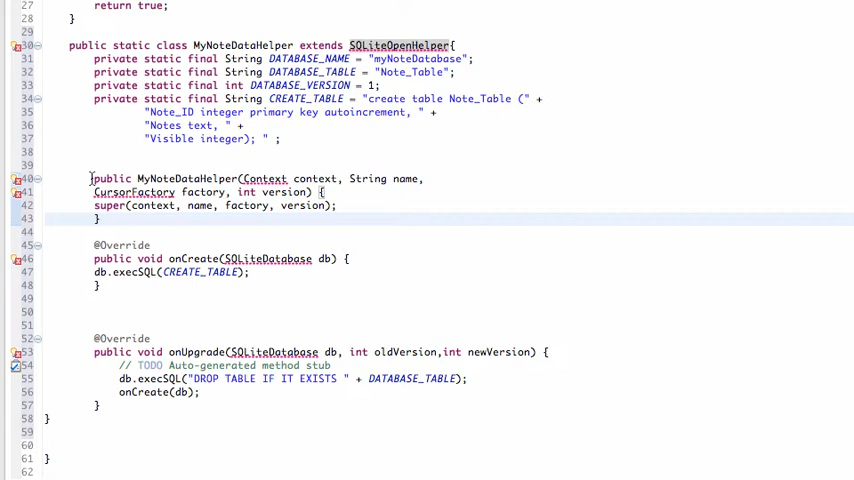 27 return true;
28 }
29
30 public static class MyNoteDataHelper extends SQLiteOpenHelper{
31 private static final String DATABASE_NAME = "myNoteDatabase";
32 private static final String DATABASE_TABLE = "Note_Table";
33 private static final int DATABASE_VERSION = 1;
34 private static final String CREATE_TABLE = "create table Note_Table (" +
35 "Note_ID integer primary key autoincrement, " +
36 "Notes text, " +
37 "Visible integer); " ;
38
39
40 public MyNoteDataHelper(Context context, String name,
41 CursorFactory factory, int version) {
42 super(context, name, factory, version);
43 }
44
45 @Override
46 public void onCreate(SQLiteDatabase db) {
47 db.execSQL(CREATE_TABLE);
48 }
49
50
51
52 @Override
53 public void onUpgrade(SQLiteDatabase db, int oldVersion,int newVersion) {
54 // TODO Auto-generated method stub
55 db.execSQL("DROP TABLE IF IT EXISTS " + DATABASE_TABLE);
56 onCreate(db);
57 }
58 }
59
60
61 }
62